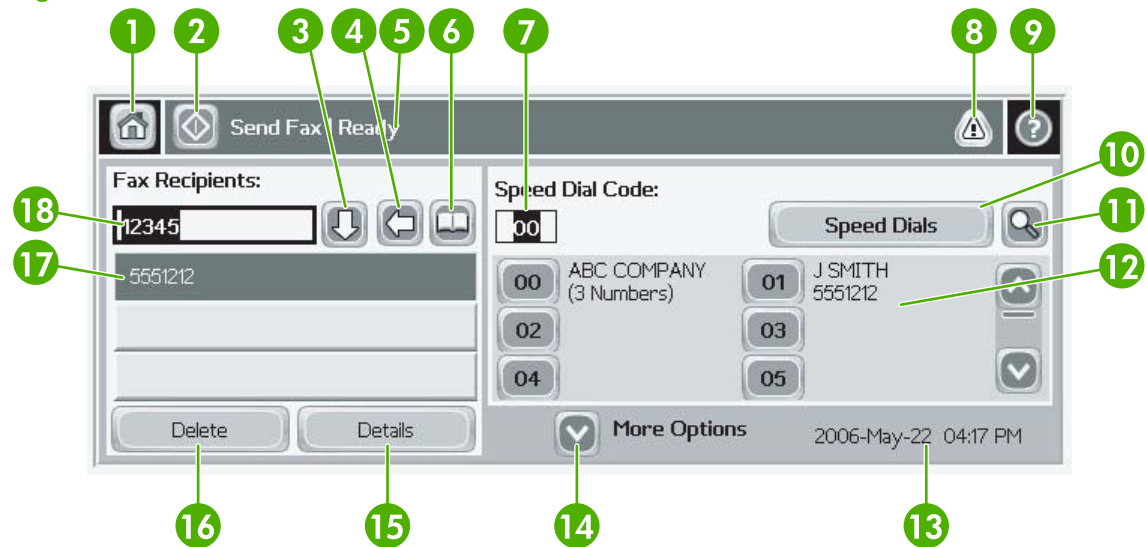 1 2 3 4 5 6 7 8 9
Send Fax | Ready
Fax Recipients:
12345
5551212
Delete Details
Speed Dial Code:
00
Speed Dials
00 ABC COMPANY 01 J SMITH
(3 Numbers) 5551212
02 03
04 05
More Options 2006-May-22 04:17 PM
10
11
12
18
17
16 15 14 13